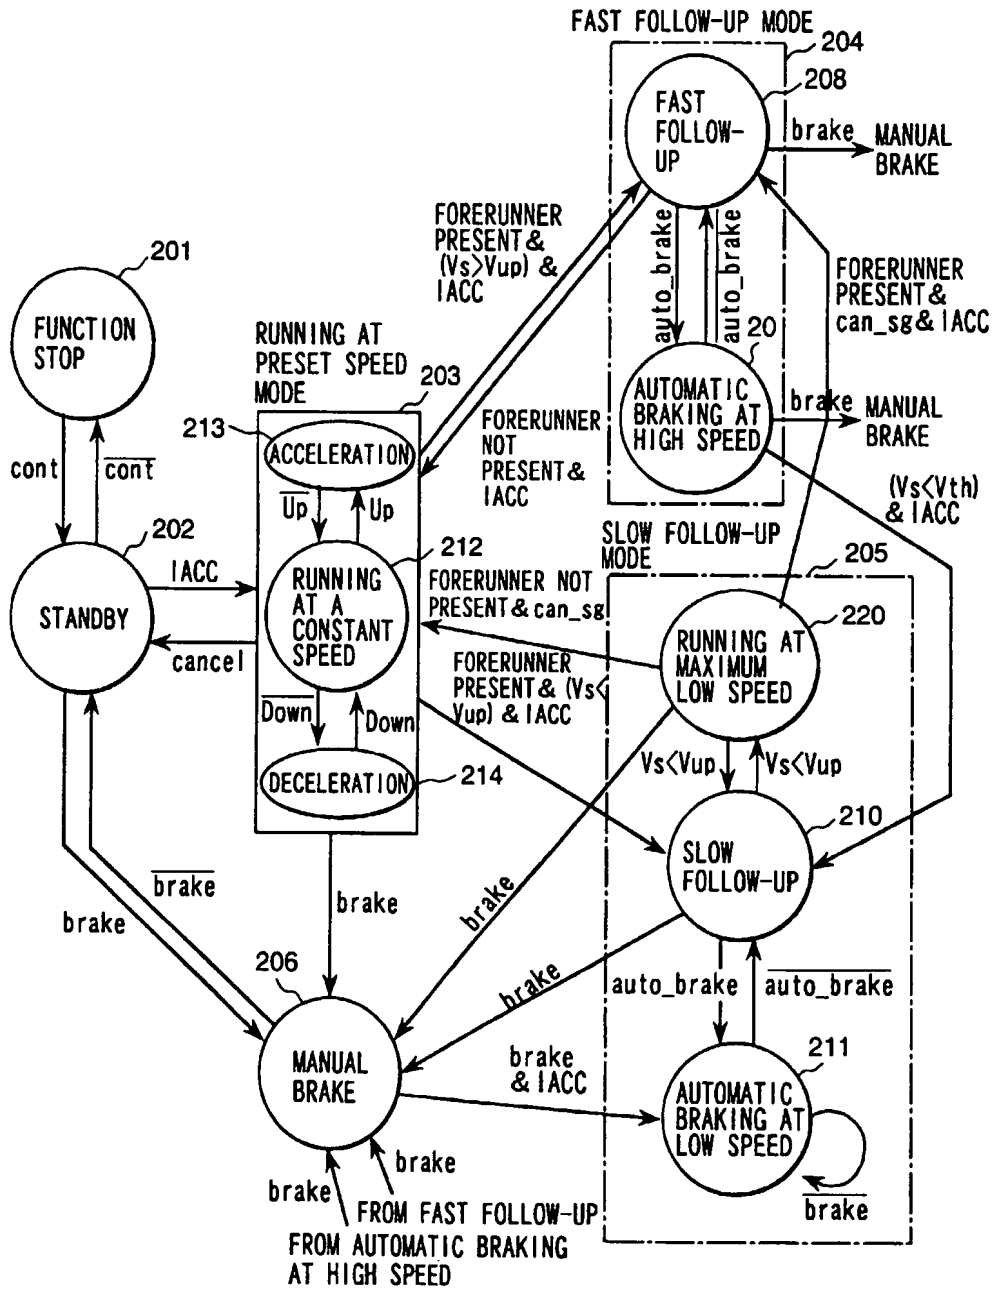 FAST FOLLOW-UP MODE
204
208
FAST
FOLLOW-
UP
brake
MANUAL
BRAKE
FORERUNNER
PRESENT &
(Vs>Vup) &
IACC
auto_brake
auto_brake
FORERUNNER
PRESENT &
can_sg & IACC
201
FUNCTION
STOP
RUNNING AT
PRESET SPEED
MODE
203
20
AUTOMATIC
BRAKING AT
HIGH SPEED
brake
MANUAL
BRAKE
213
ACCELERATION
FORERUNNER
NOT
PRESENT &
IACC
cont
cont
Up
Up
(Vs<Vth)
& IACC
SLOW FOLLOW-UP
MODE
202
STANDBY
IACC
cancel
212
RUNNING
AT A
CONSTANT
SPEED
FORERUNNER NOT
PRESENT & can_sg
205
220
RUNNING AT
MAXIMUM
LOW SPEED
FORERUNNER
PRESENT & (Vs<
Vup) & IACC
Down
Down
Vs<Vup
Vs<Vup
DECELERATION
214
210
SLOW
FOLLOW-UP
brake
brake
brake
brake
brake
206
MANUAL
BRAKE
auto_brake
auto_brake
brake
& IACC
211
AUTOMATIC
BRAKING AT
LOW SPEED
brake
brake
brake
FROM FAST FOLLOW-UP
FROM AUTOMATIC BRAKING
AT HIGH SPEED